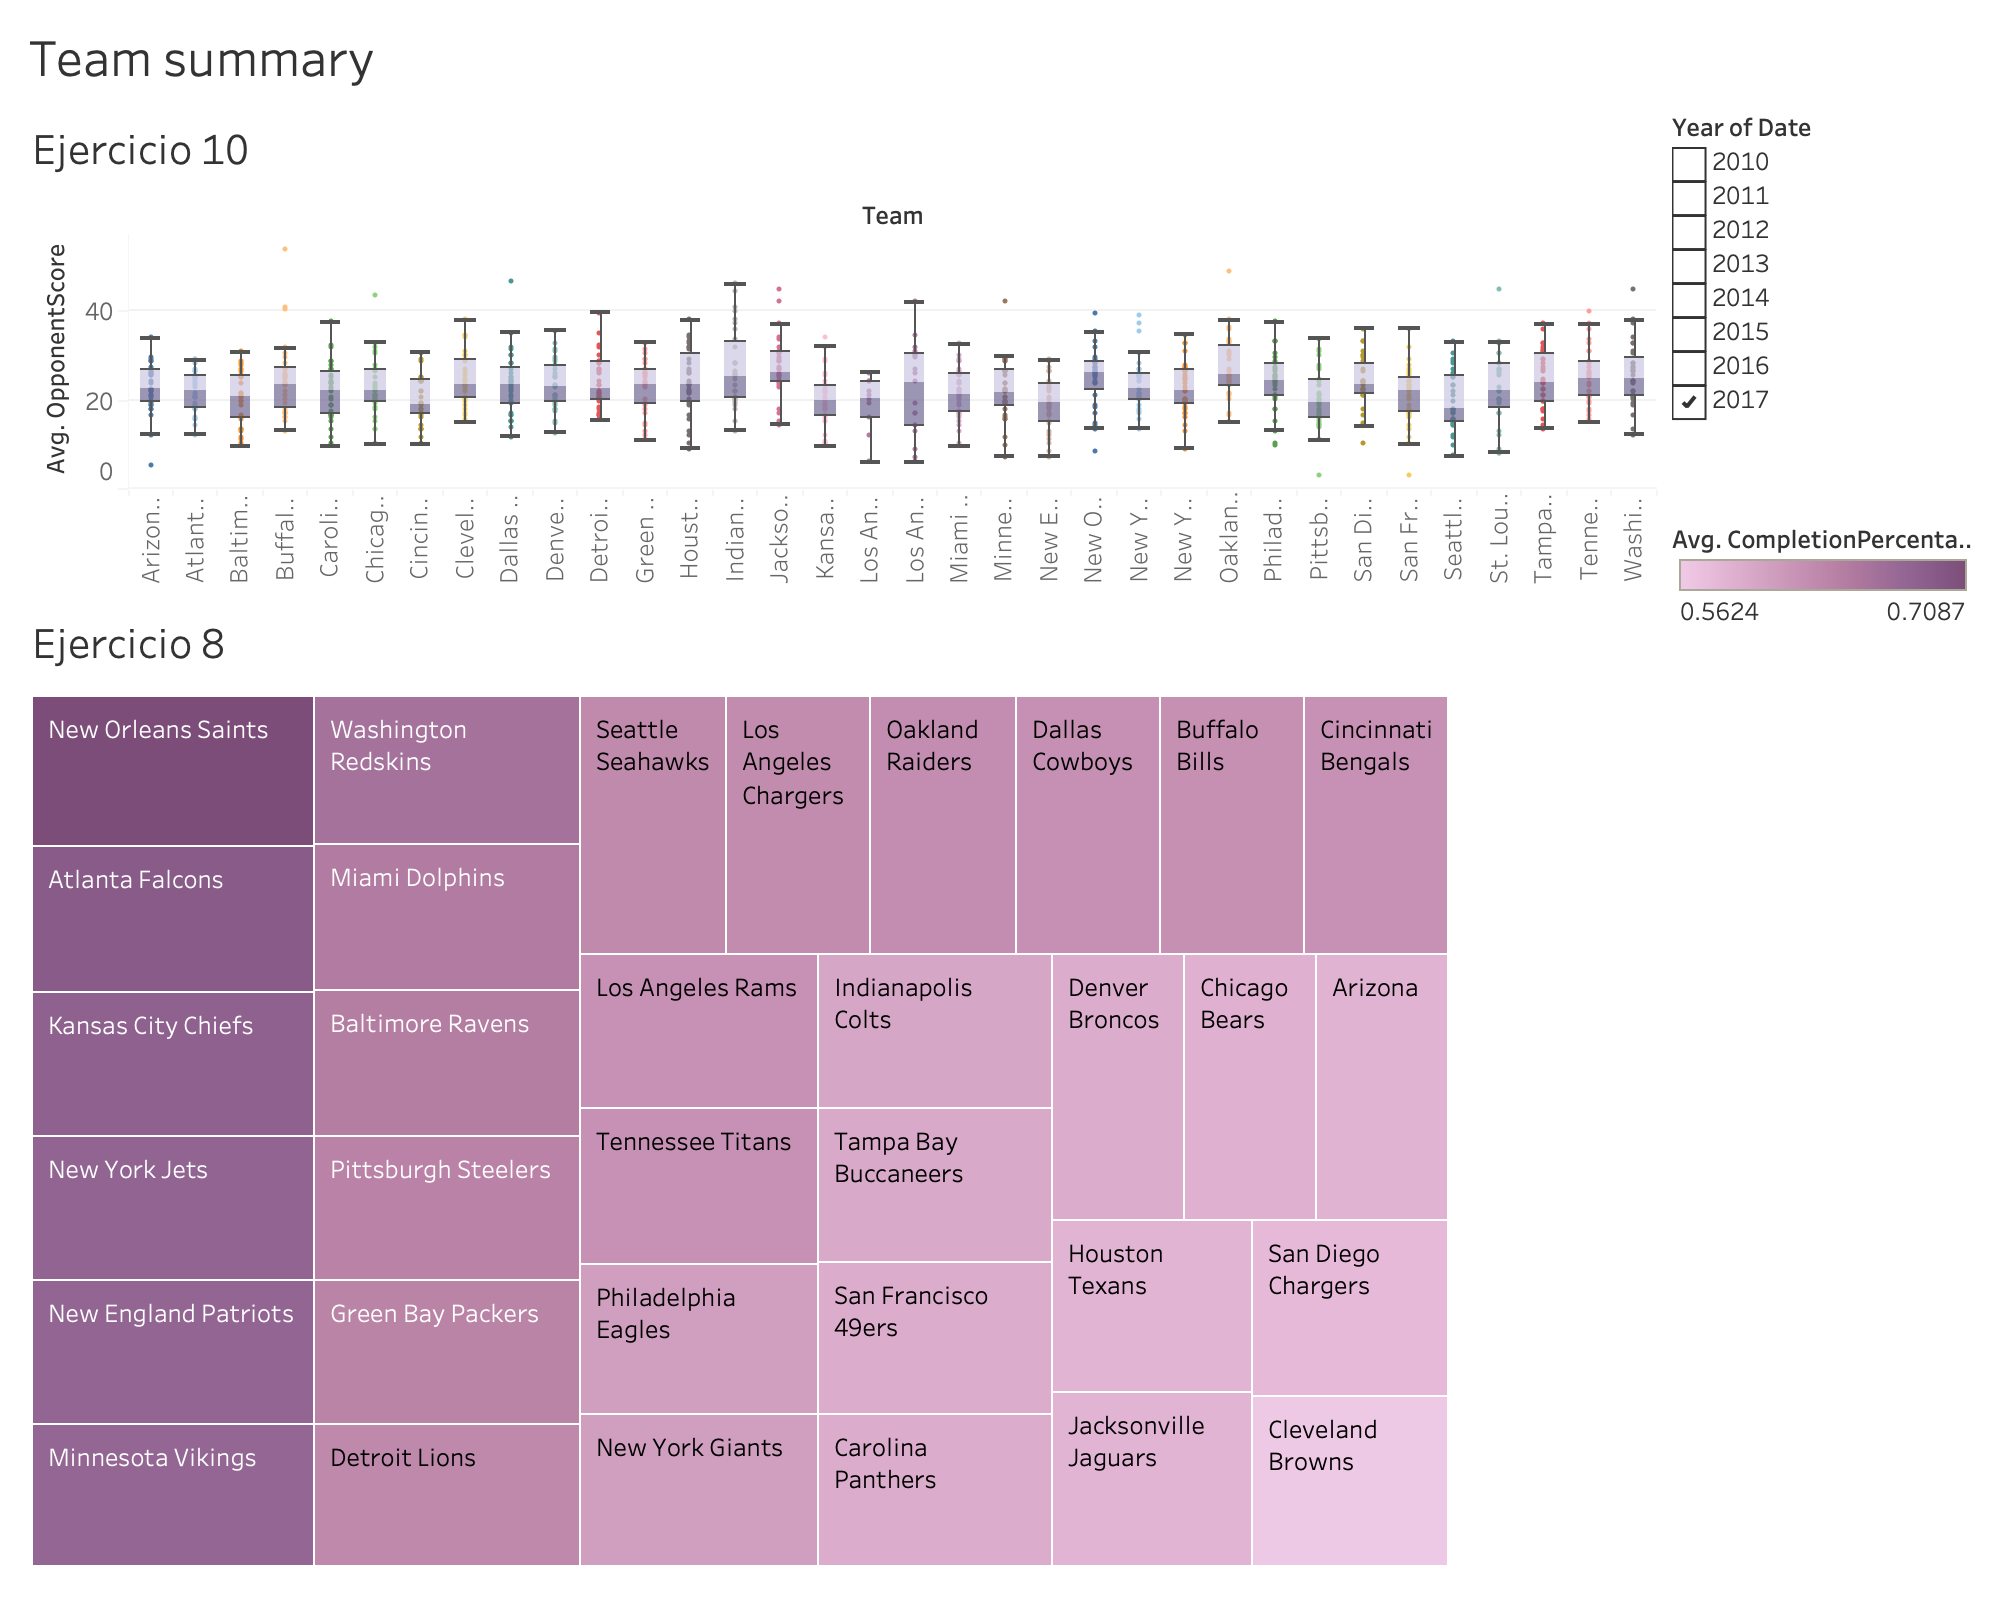 Team summary
Ejercicio 10
Team
Avg. OpponentScore
40
20
0
Arizon..
Atlant..
Baltim..
Buffal..
Caroli..
Chicag..
Cincin..
Clevel..
Dallas ..
Denve..
Detroi..
Green ..
Houst..
Indian..
Jackso..
Kansa..
Los An..
Los An..
Miami ..
Minne..
New E..
New O..
New Y..
New Y..
Oaklan..
Philad..
Pittsb..
San Di..
San Fr..
Seattl..
St. Lou..
Tampa..
Tenne..
Washi..
Year of Date
2010
2011
2012
2013
2014
2015
2016
2017
Avg. CompletionPercenta..
0.5624 0.7087
Ejercicio 8
New Orleans Saints
Atlanta Falcons
Kansas City Chiefs
New York Jets
New England Patriots
Minnesota Vikings
Washington
Redskins
Miami Dolphins
Baltimore Ravens
Pittsburgh Steelers
Green Bay Packers
Detroit Lions
Seattle
Seahawks
Los
Angeles
Chargers
Oakland
Raiders
Dallas
Cowboys
Buffalo
Bills
Cincinnati
Bengals
Los Angeles Rams
Tennessee Titans
Philadelphia
Eagles
New York Giants
Indianapolis
Colts
Tampa Bay
Buccaneers
San Francisco
49ers
Carolina
Panthers
Denver
Broncos
Chicago
Bears
Arizona
Houston
Texans
San Diego
Chargers
Jacksonville
Jaguars
Cleveland
Browns